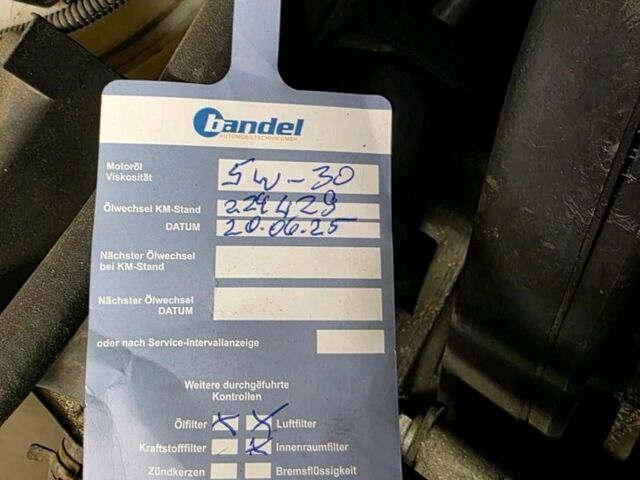 bandel
AUTOMOBILTECHNIK GMBH
Motoröl
Viskosität
5W-30
Ölwechsel KM-Stand
229429
DATUM
20.06.25
Nächster Ölwechsel
bei KM-Stand
Nächster Ölwechsel
DATUM
oder nach Service-Intervallanzeige
Weitere durchgeführte
Kontrollen
Ölfilter x x Luftfilter
Kraftstofffilter x Innenraumfilter
Zündkerzen Bremsflüssigkeit